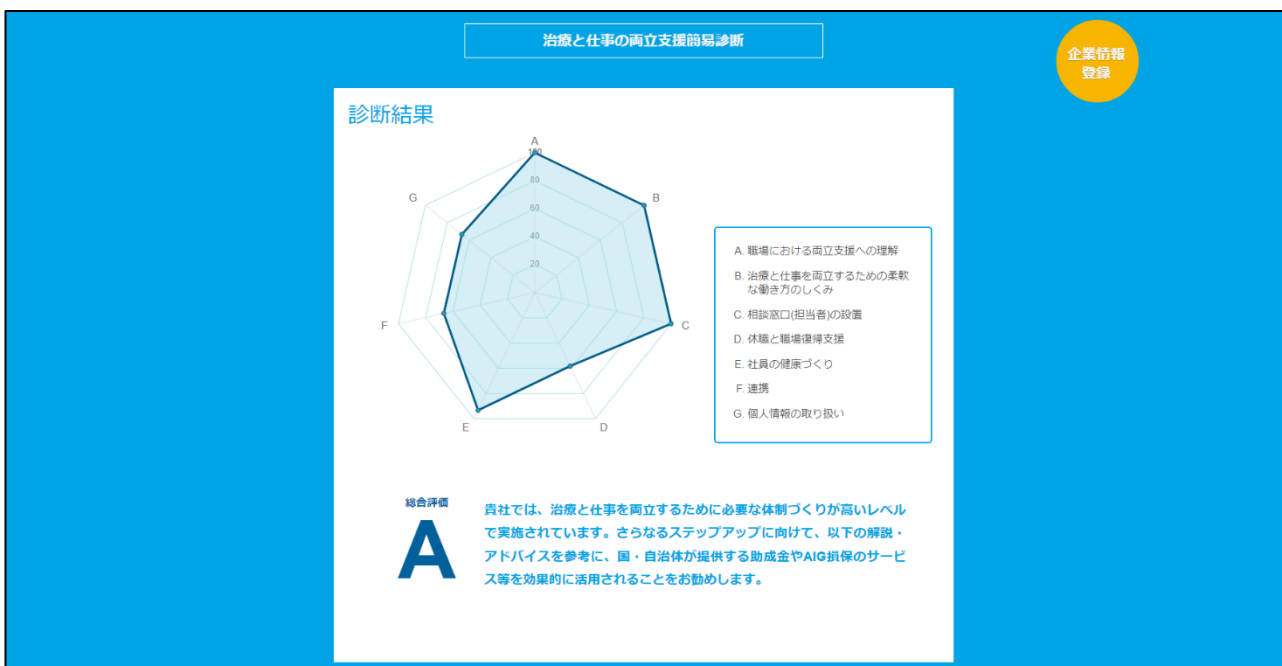 治療と仕事の両立支援簡易診断
企業情報
登録
診断結果
A
100
80
60
40
20
B
C
D
E
F
G
A. 職場における両立支援への理解
B. 治療と仕事を両立するための柔軟
な働き方のしくみ
C. 相談窓口(担当者)の設置
D. 休職と職場復帰支援
E. 社員の健康づくり
F. 連携
G. 個人情報の取り扱い
総合評価
A
貴社では、治療と仕事を両立するために必要な体制づくりが高いレベル
で実施されています。さらなるステップアップに向けて、以下の解説・
アドバイスを参考に、国・自治体が提供する助成金やAIG損保のサービ
ス等を効果的に活用されることをお勧めします。